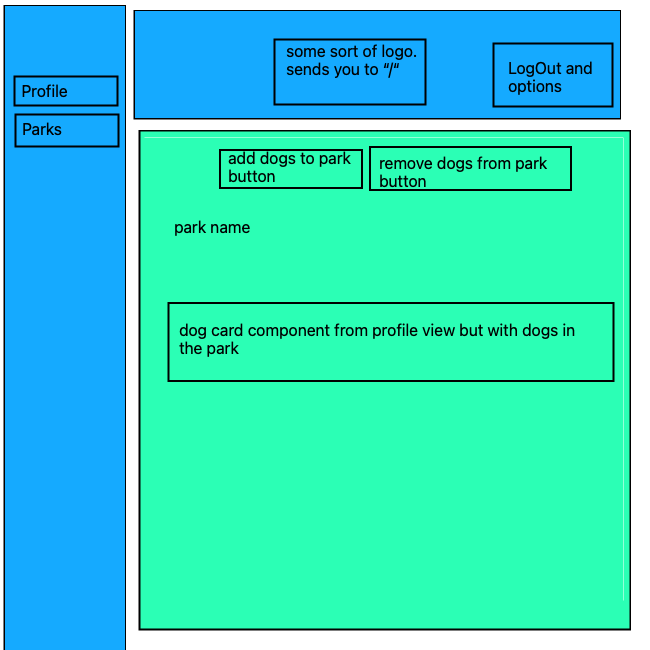 Profile
Parks
some sort of logo.
sends you to “/“
LogOut and
options
add dogs to park
button
remove dogs from park
button
park name
dog card component from profile view but with dogs in
the park